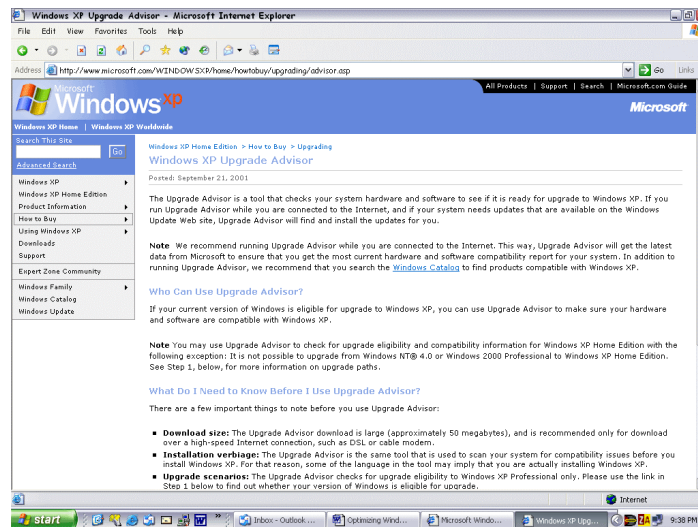 Windows XP Upgrade Advisor - Microsoft Internet Explorer
File Edit View Favorites Tools Help
Address http://www.microsoft.com/WINDOWSXP/home/howtobuy/upgrading/advisor.asp Go Links
All Products | Support | Search | Microsoft.com Guide
Microsoft
Windows xp
Microsoft
Windows XP Home | Windows XP Worldwide
Search This Site
Go
Advanced Search
Windows XP
Windows XP Home Edition
Product Information
How to Buy
Using Windows XP
Downloads
Support
Expert Zone Community
Windows Family
Windows Catalog
Windows Update
Windows XP Home Edition > How to Buy > Upgrading
Windows XP Upgrade Advisor
Posted: September 21, 2001
The Upgrade Advisor is a tool that checks your system hardware and software to see if it is ready for upgrade to Windows XP. If you
run Upgrade Advisor while you are connected to the Internet, and if your system needs updates that are available on the Windows
Update Web site, Upgrade Advisor will find and install the updates for you.
Note We recommend running Upgrade Advisor while you are connected to the Internet. This way, Upgrade Advisor will get the latest
data from Microsoft to ensure that you get the most current hardware and software compatibility report for your system. In addition to
running Upgrade Advisor, we recommend that you search the Windows Catalog to find products compatible with Windows XP.
Who Can Use Upgrade Advisor?
If your current version of Windows is eligible for upgrade to Windows XP, you can use Upgrade Advisor to make sure your hardware
and software are compatible with Windows XP.
Note You may use Upgrade Advisor to check for upgrade eligibility and compatibility information for Windows XP Home Edition with the
following exception: It is not possible to upgrade from Windows NT® 4.0 or Windows 2000 Professional to Windows XP Home Edition.
See Step 1, below, for more information on upgrade paths.
What Do I Need to Know Before I Use Upgrade Advisor?
There are a few important things to note before you use Upgrade Advisor:
Download size: The Upgrade Advisor download is large (approximately 50 megabytes), and is recommended only for download
over a high-speed Internet connection, such as DSL or cable modem.
Installation verbiage: The Upgrade Advisor is the same tool that is used to scan your system for compatibility issues before you
install Windows XP. For that reason, some of the language in the tool may imply that you are actually installing Windows XP.
Upgrade scenarios: The Upgrade Advisor checks for upgrade eligibility to Windows XP Professional only. Please use the link in
Step 1 below to find out whether your version of Windows is eligible for upgrade.
Internet
start Inbox - Outlook ... Optimizing Wind... Microsoft Windo... Windows XP Upg... ZA 9:38